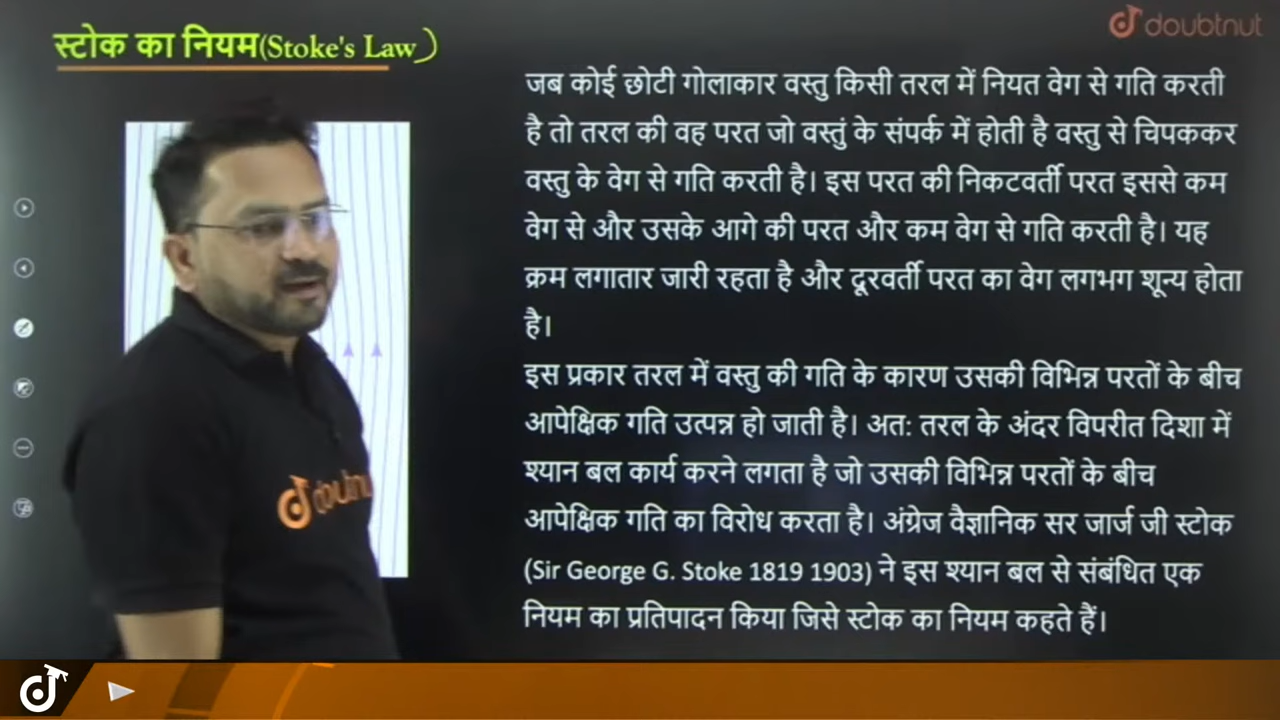 स्टोक का नियम(Stoke's Law)
doubtnut
जब कोई छोटी गोलाकार वस्तु किसी तरल में नियत वेग से गति करती
है तो तरल की वह परत जो वस्तुं के संपर्क में होती है वस्तु से चिपककर
वस्तु के वेग से गति करती है। इस परत की निकटवर्ती परत इससे कम
वेग से और उसके आगे की परत और कम वेग से गति करती है। यह
क्रम लगातार जारी रहता है और दूरवर्ती परत का वेग लगभग शून्य होता
है।
इस प्रकार तरल में वस्तु की गति के कारण उसकी विभिन्न परतों के बीच
आपेक्षिक गति उत्पन्न हो जाती है। अत: तरल के अंदर विपरीत दिशा में
श्यान बल कार्य करने लगता है जो उसकी विभिन्न परतों के बीच
आपेक्षिक गति का विरोध करता है। अंग्रेज वैज्ञानिक सर जार्ज जी स्टोक
(Sir George G. Stoke 1819 1903) ने इस श्यान बल से संबंधित एक
नियम का प्रतिपादन किया जिसे स्टोक का नियम कहते हैं।
doubtnu